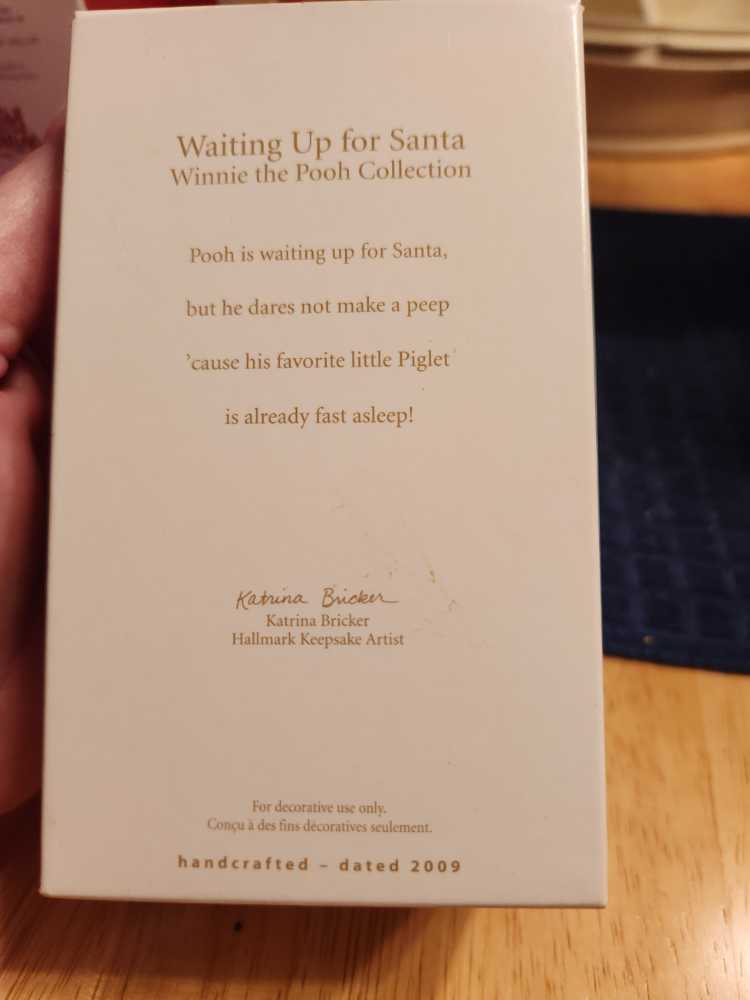 Waiting Up for Santa
Winnie the Pooh Collection
Pooh is waiting up for Santa,
but he dares not make a peep
’cause his favorite little Piglet
is already fast asleep!
Katrina Bricker
Katrina Bricker
Hallmark Keepsake Artist
For decorative use only.
Conçu à des fins décoratives seulement.
handcrafted – dated 2009